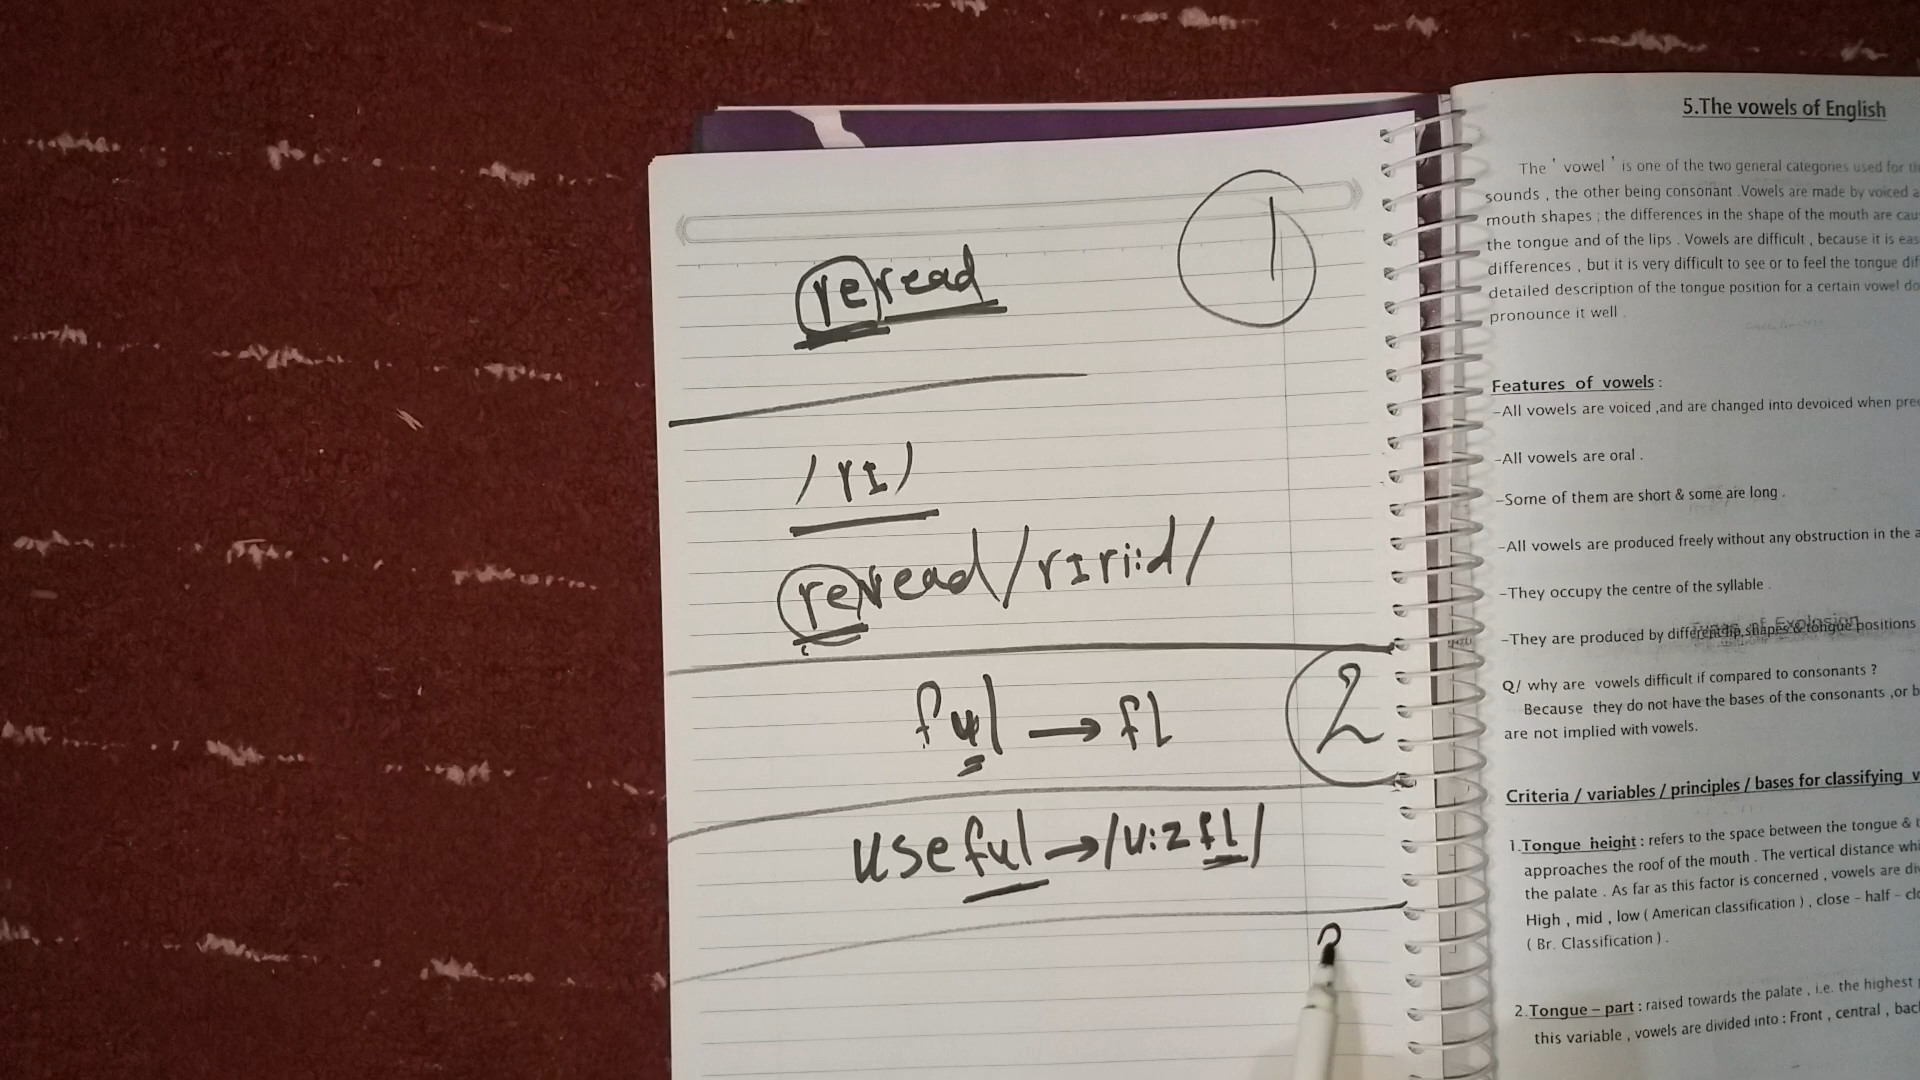 1
reread
/rɪ/
reread/rɪri:d/
ful → fl
2
useful → /u:zfl/
5.The vowels of English
The ' vowel ' is one of the two general categories used for
sounds , the other being consonant .Vowels are made by voiced
mouth shapes ; the differences in the shape of the mouth are
the tongue and of the lips . Vowels are difficult , because it is
differences , but it is very difficult to see or to feel the tongue
detailed description of the tongue position for a certain vowel
pronounce it well .
Features of vowels :
-All vowels are voiced ,and are changed into devoiced when
-All vowels are oral .
-Some of them are short & some are long .
-All vowels are produced freely without any obstruction in the
-They occupy the centre of the syllable .
-They are produced by different lip shapes & tongue positions
Q/ why are vowels difficult if compared to consonants ?
Because they do not have the bases of the consonants ,or
are not implied with vowels.
Criteria / variables / principles / bases for classifying
1.Tongue height : refers to the space between the tongue &
approaches the roof of the mouth . The vertical distance
the palate . As far as this factor is concerned , vowels are
High , mid , low ( American classification ) , close – half –
( Br. Classification ) .
2.Tongue – part : raised towards the palate , i.e. the highest
this variable , vowels are divided into : Front , central ,